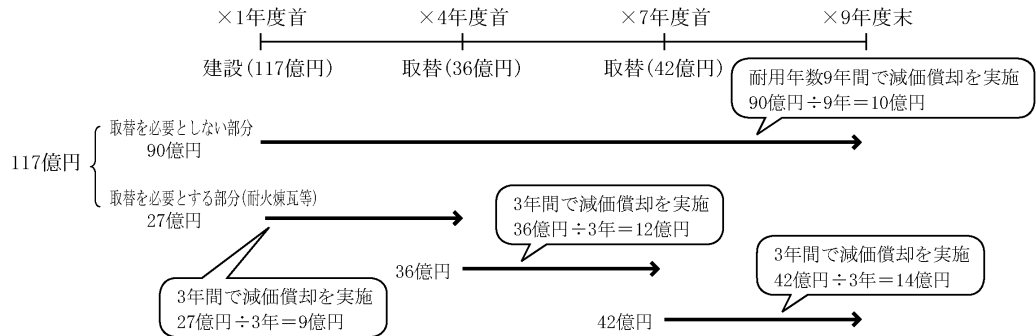 ×1年度首
×4年度首
×7年度首
×9年度末
建設(117億円)
取替(36億円)
取替(42億円)
耐用年数9年間で減価償却を実施
90億円÷9年＝10億円
117億円
取替を必要としない部分
90億円
取替を必要とする部分(耐火煉瓦等)
27億円
3年間で減価償却を実施
36億円÷3年＝12億円
36億円
3年間で減価償却を実施
42億円÷3年＝14億円
3年間で減価償却を実施
27億円÷3年＝9億円
42億円